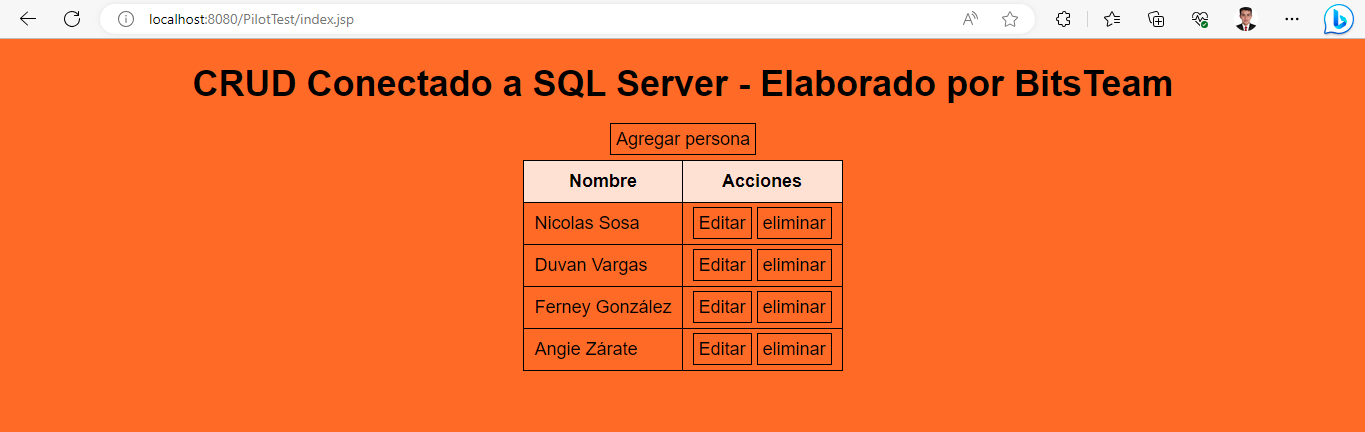 localhost:8080/PilotTest/index.jsp
CRUD Conectado a SQL Server - Elaborado por BitsTeam
Agregar persona
Nombre Acciones
Nicolas Sosa Editar eliminar
Duvan Vargas Editar eliminar
Ferney González Editar eliminar
Angie Zárate Editar eliminar